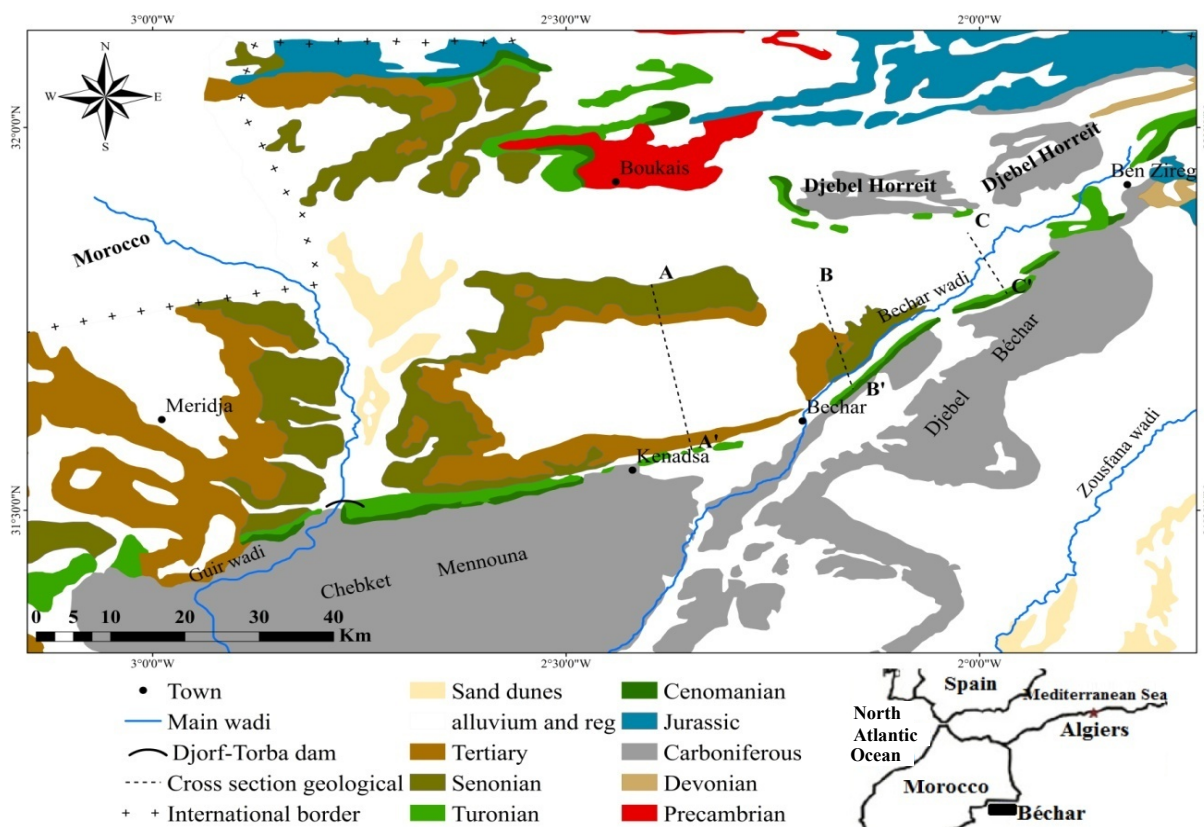 3°0'0"W 2°30'0"W 2°0'0"W
N
W E
S
32°0'0"N
Boukais
Djebel Horreit
Djebel Horreit
Ben Zireg
Morocco
C
A
B
Bechar wadi
C'
Béchar
B'
Djebel
Meridja
Bechar
A'
Kenadsa
Zousfana wadi
31°30'0"N
Guir wadi
Mennouna
Chebket
0 5 10 20 30 40
Km
3°0'0"W 2°30'0"W 2°0'0"W
Town
Main wadi
Djorf-Torba dam
Cross section geological
International border
Sand dunes
alluvium and reg
Tertiary
Senonian
Turonian
Cenomanian
Jurassic
Carboniferous
Devonian
Precambrian
Spain
Mediterranean Sea
North
Atlantic
Ocean
Algiers
Morocco
Béchar